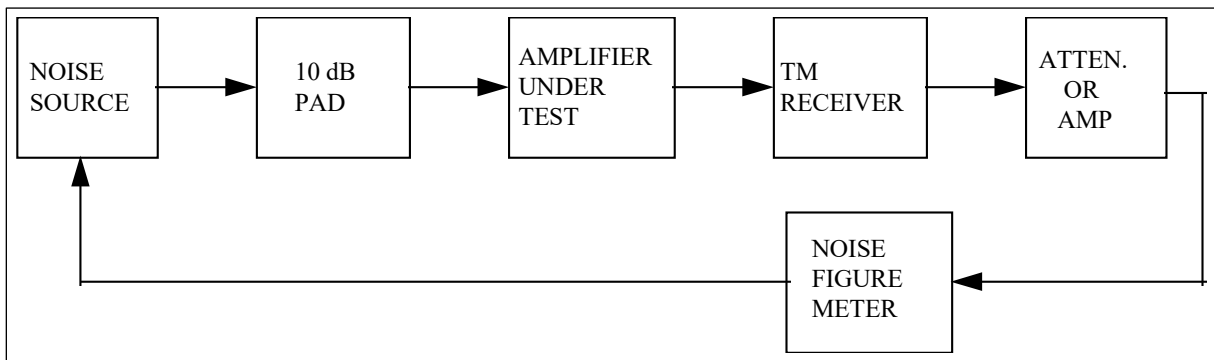 NOISE
SOURCE
10 dB
PAD
AMPLIFIER
UNDER
TEST
TM
RECEIVER
ATTEN.
OR
AMP
NOISE
FIGURE
METER